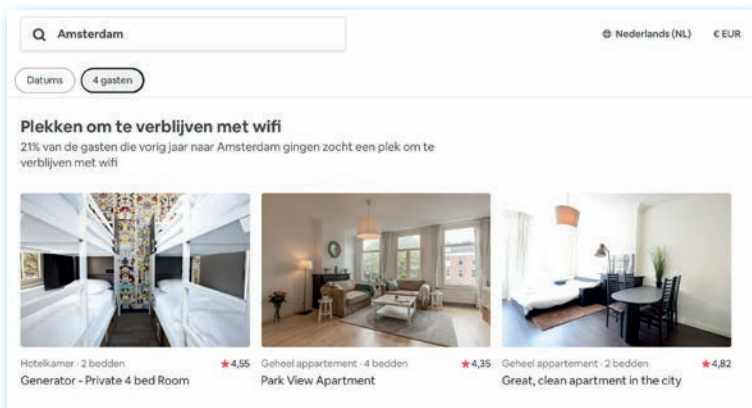 Amsterdam
Nederlands (NL) € EUR
Datums 4 gasten
Plekken om te verblijven met wifi
21% van de gasten die vorig jaar naar Amsterdam gingen zocht een plek om te
verblijven met wifi
Hotelkamer · 2 bedden ★4,55
Generator - Private 4 bed Room
Geheel appartement · 4 bedden ★4,35
Park View Apartment
Geheel appartement · 2 bedden ★4,82
Great, clean apartment in the city